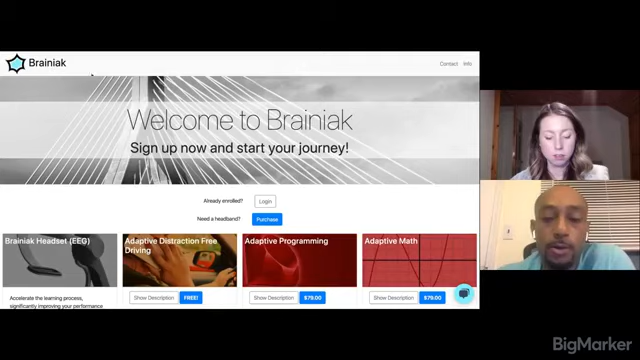 Brainiak
Contact Info
Welcome to Brainiak
Sign up now and start your journey!
Already enrolled? Login
Need a headband? Purchase
Brainiak Headset (EEG)
Accelerate the learning process,
significantly improving your performance
Adaptive Distraction Free
Driving
Show Description FREE!
Adaptive Programming
Show Description $79.00
Adaptive Math
Show Description $79.00
BigMarker